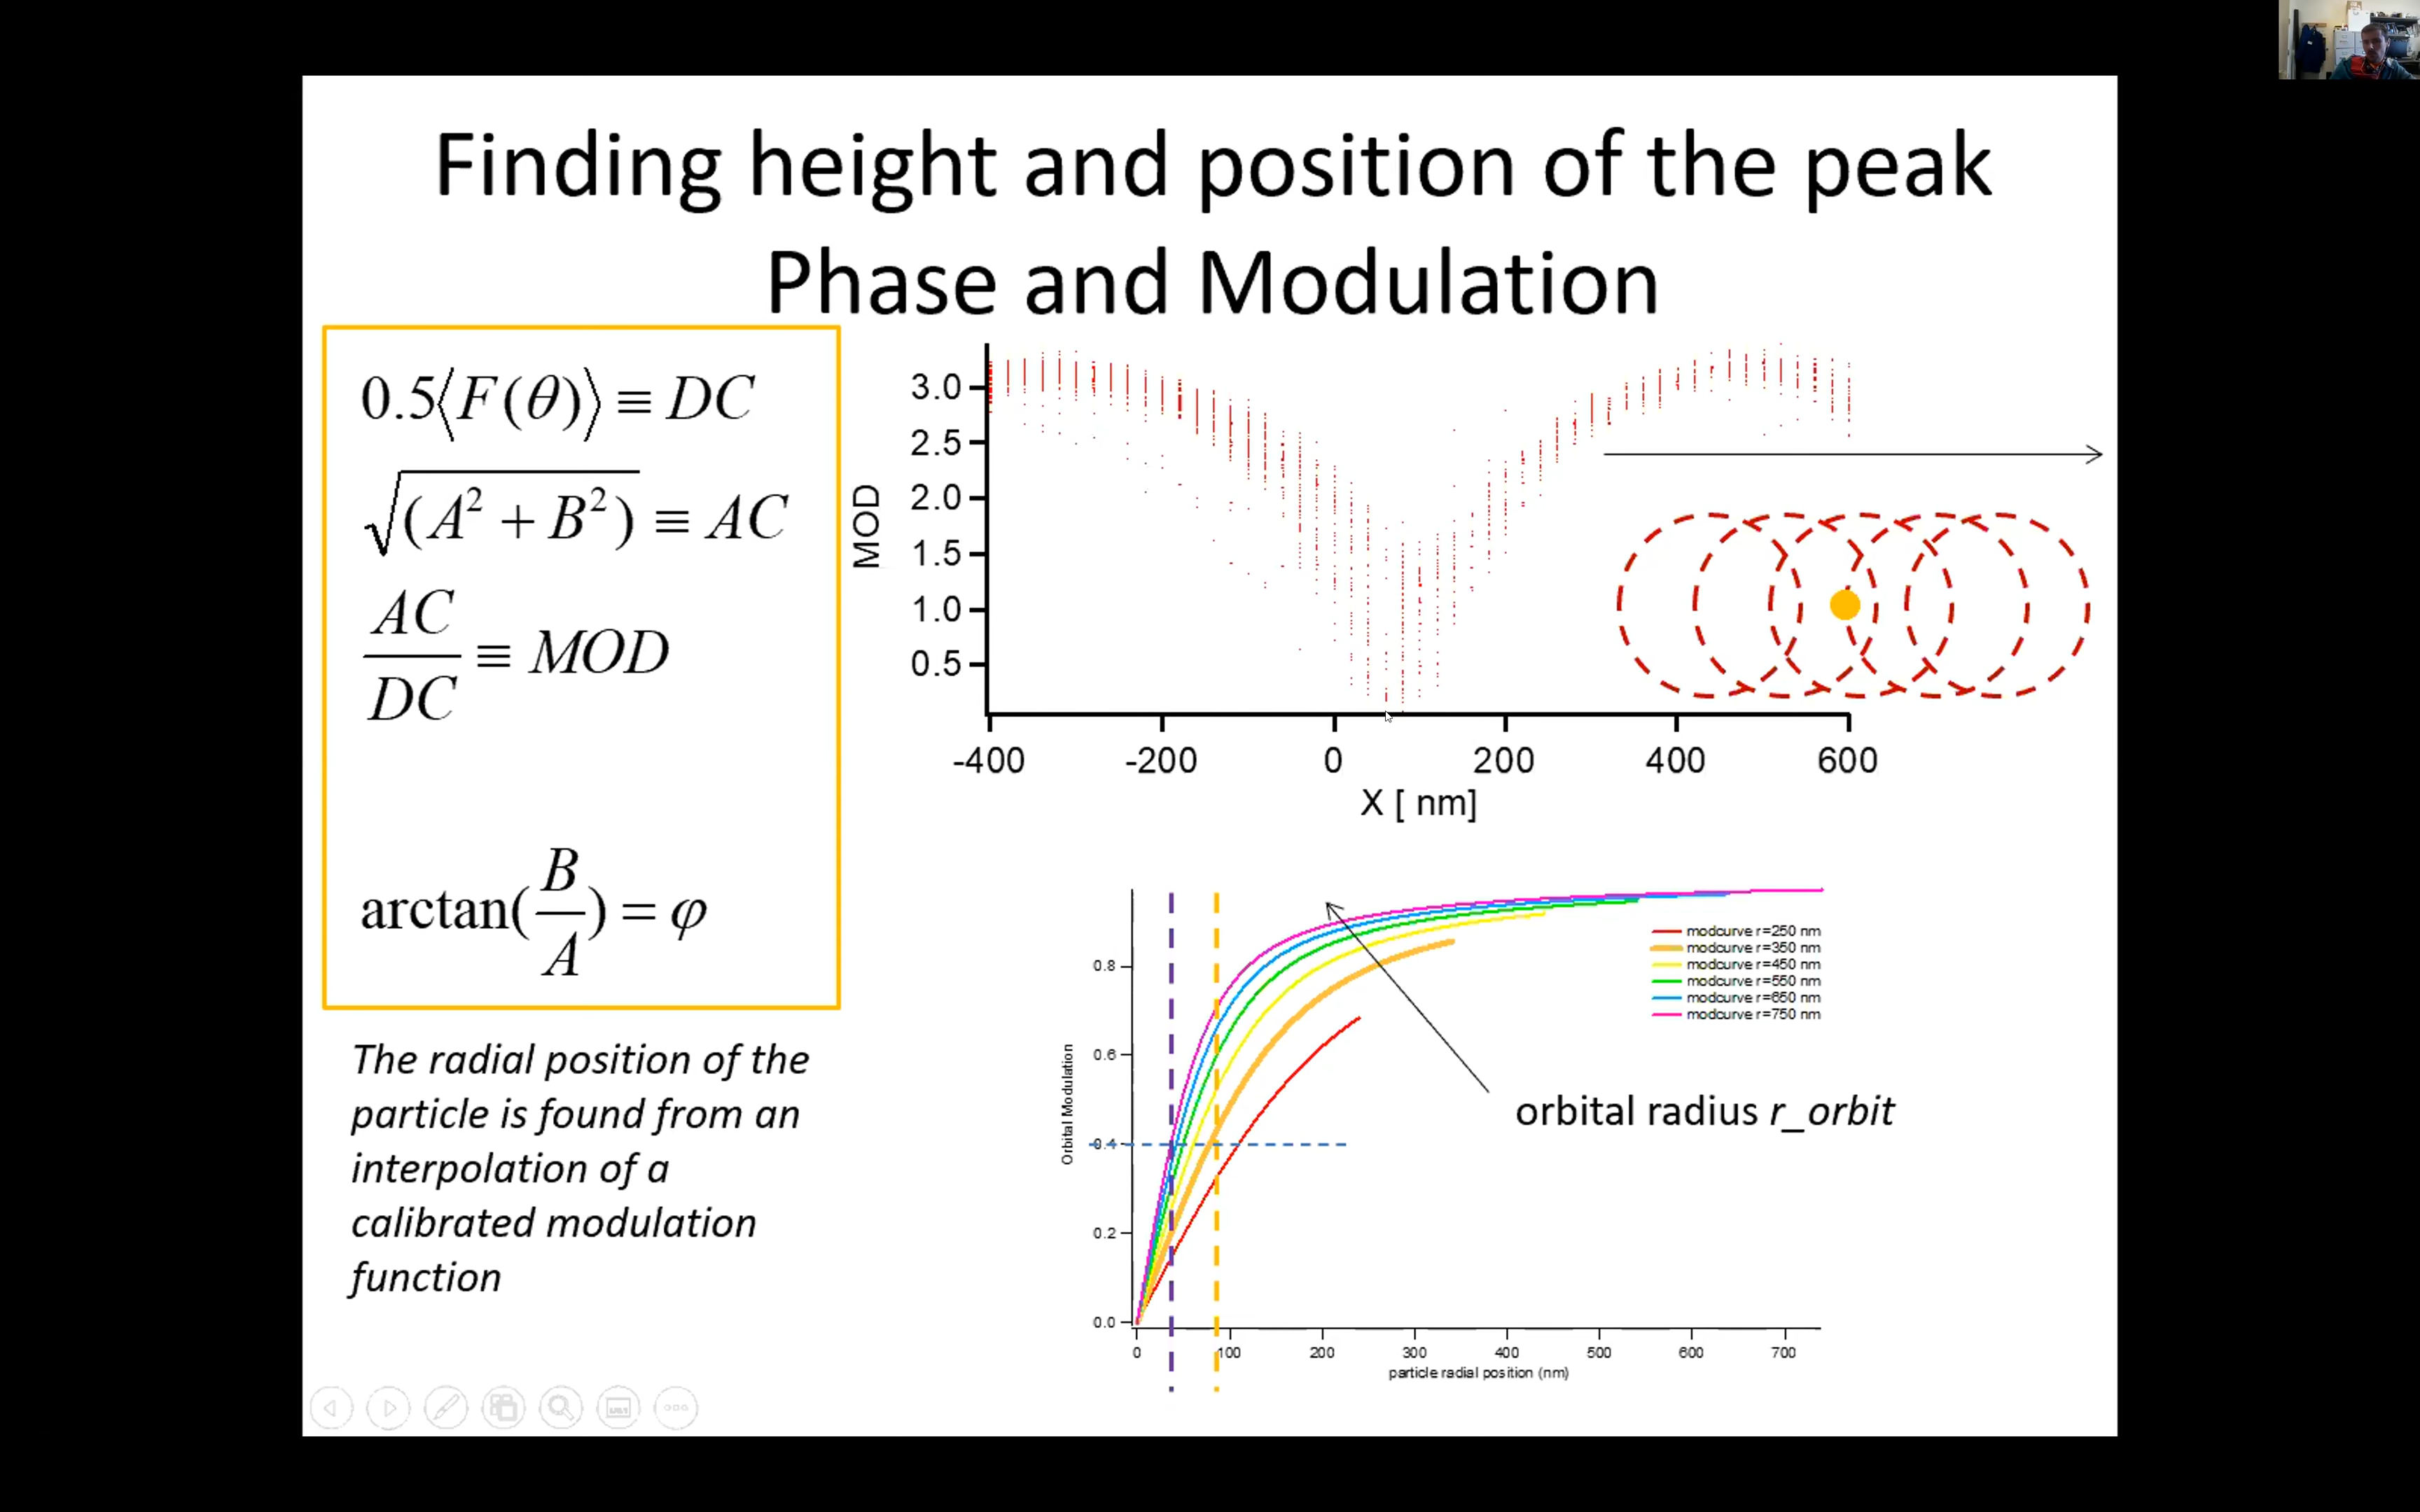 Finding height and position of the peak
Phase and Modulation
0.5⟨F(θ)⟩ ≡ DC
√(A² + B²) ≡ AC
AC/DC ≡ MOD
arctan(B/A) = φ
The radial position of the
particle is found from an
interpolation of a
calibrated modulation
function
MOD
3.0
2.5
2.0
1.5
1.0
0.5
-400 -200 0 200 400 600
X [ nm]
Orbital Modulation
0.8
0.6
0.4
0.2
0.0
0 100 200 300 400 500 600 700
particle radial position (nm)
modcurve r=250 nm
modcurve r=350 nm
modcurve r=450 nm
modcurve r=550 nm
modcurve r=650 nm
modcurve r=750 nm
orbital radius r_orbit